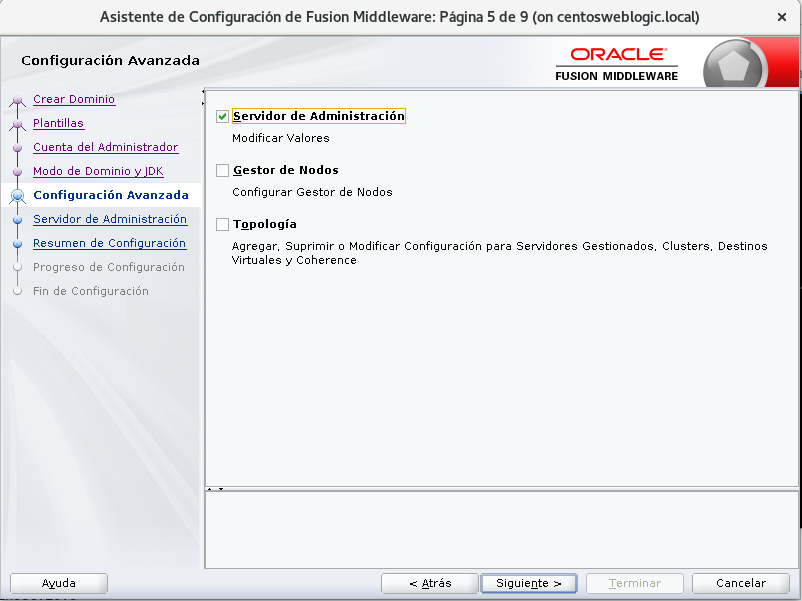 Asistente de Configuración de Fusion Middleware: Página 5 de 9 (on centosweblogic.local)
Configuración Avanzada
ORACLE
FUSION MIDDLEWARE
Crear Dominio
Plantillas
Cuenta del Administrador
Modo de Dominio y JDK
Configuración Avanzada
Servidor de Administración
Resumen de Configuración
Progreso de Configuración
Fin de Configuración
Servidor de Administración
Modificar Valores
Gestor de Nodos
Configurar Gestor de Nodos
Topología
Agregar, Suprimir o Modificar Configuración para Servidores Gestionados, Clusters, Destinos
Virtuales y Coherence
Ayuda
< Atrás
Siguiente >
Terminar
Cancelar